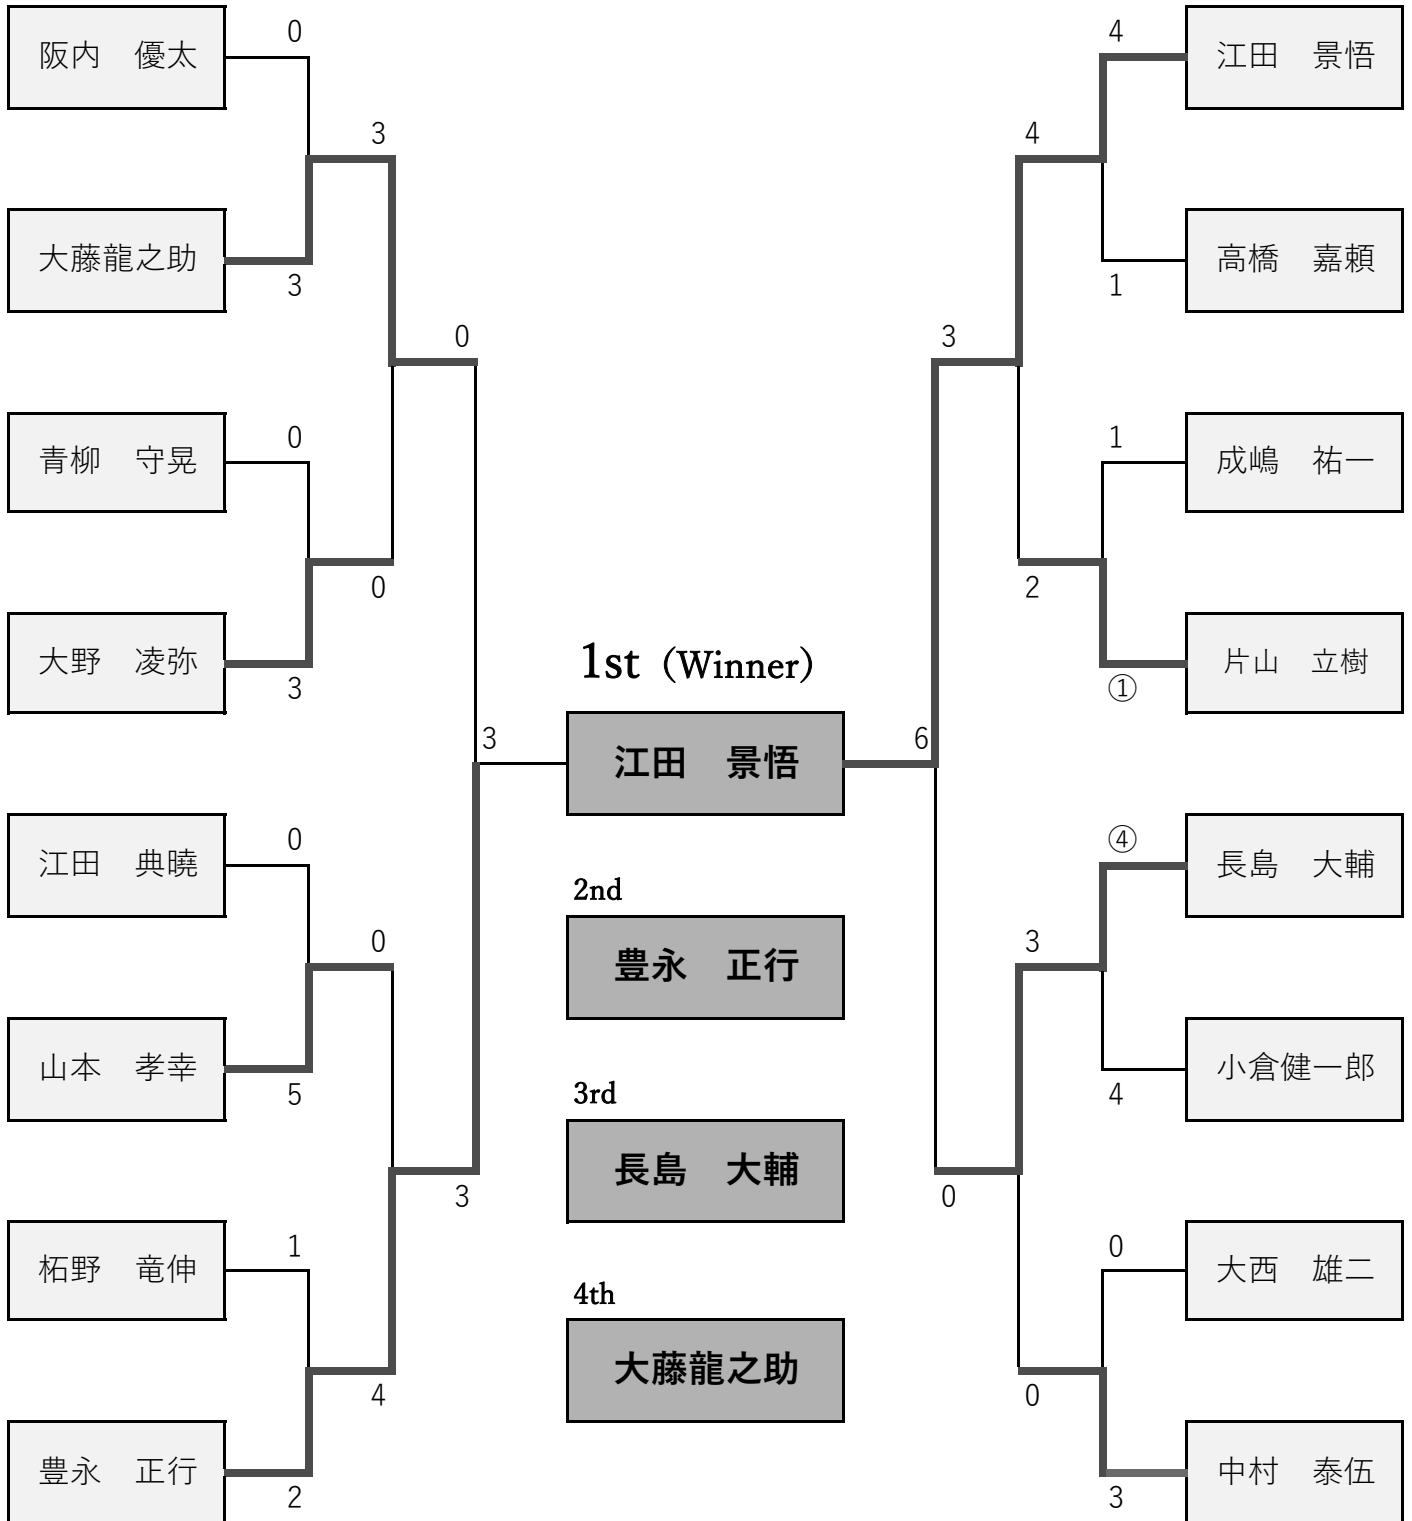 0
阪内　優太
3
大藤龍之助
3
0
0
青柳　守晃
0
大野　凌弥
3
0
江田　典曉
0
山本　孝幸
5
3
1
柘野　竜伸
4
豊永　正行
2
3
1st (Winner)
江田　景悟
2nd
豊永　正行
3rd
長島　大輔
4th
大藤龍之助
6
4
江田　景悟
4
高橋　嘉頼
1
3
1
成嶋　祐一
2
片山　立樹
①
④
長島　大輔
3
小倉健一郎
4
0
0
大西　雄二
0
中村　泰伍
3